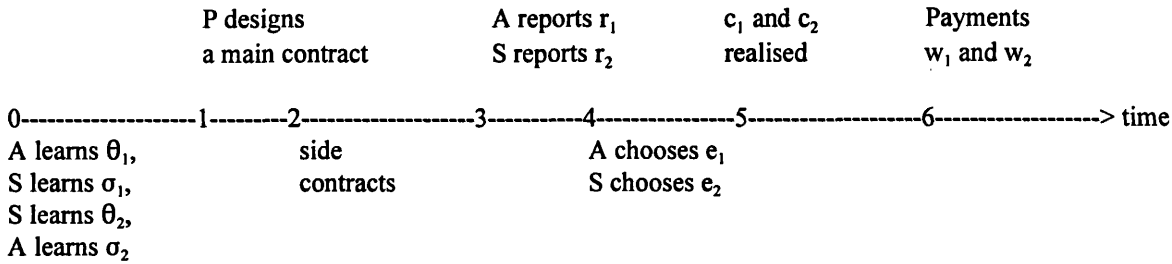 P designs A reports r₁ c₁ and c₂ Payments
a main contract S reports r₂ realised w₁ and w₂
0---------------------1---------2--------------------3-----------4----------------5--------------------6-------------------> time
A learns θ₁, side A chooses e₁
S learns σ₁, contracts S chooses e₂
S learns θ₂,
A learns σ₂